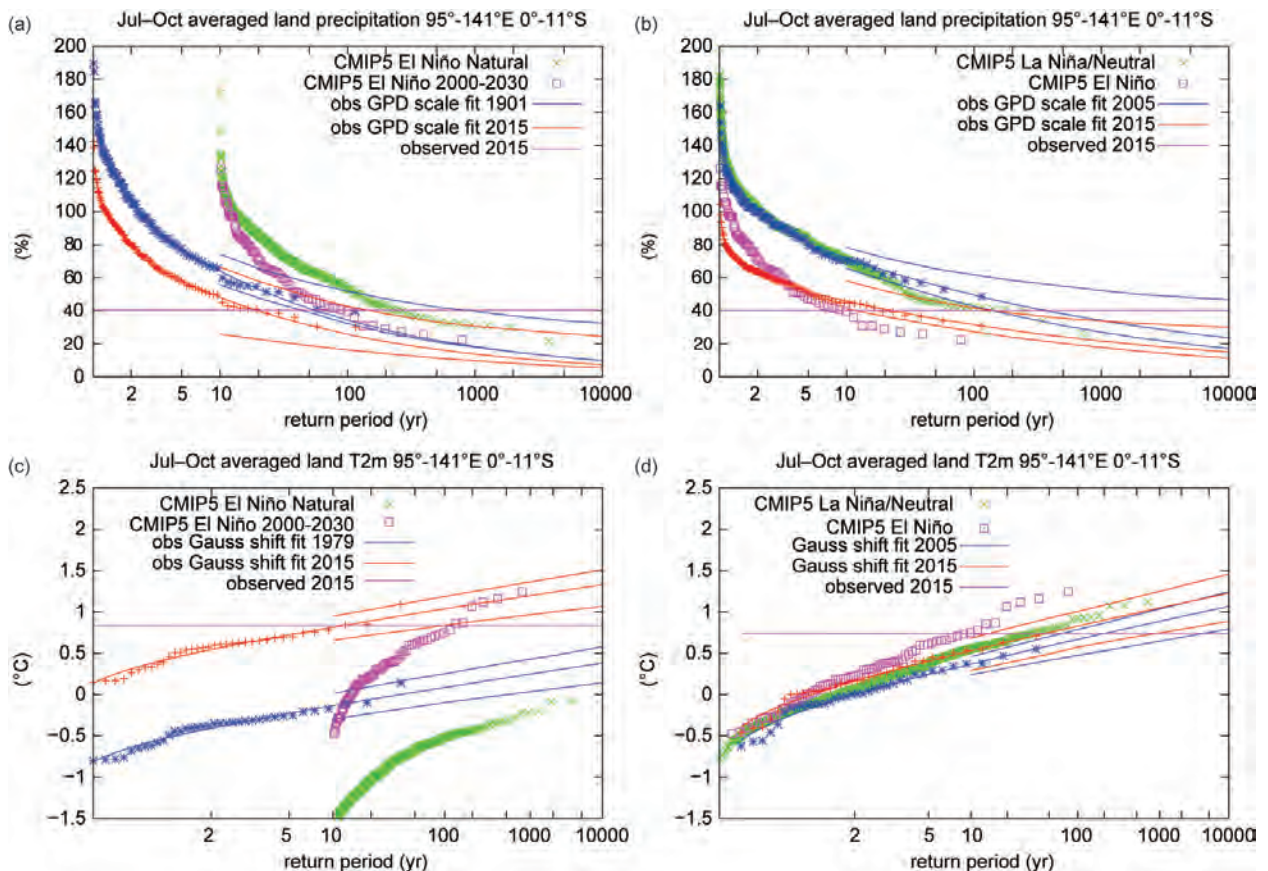 (a)
Jul–Oct averaged land precipitation 95°-141°E 0°-11°S
200
180
160
140
120
100
80
60
40
20
0
(%)
CMIP5 El Niño Natural
CMIP5 El Niño 2000-2030
obs GPD scale fit 1901
obs GPD scale fit 2015
observed 2015
2 5 10 100 1000 10000
return period (yr)
(b)
Jul–Oct averaged land precipitation 95°-141°E 0°-11°S
200
180
160
140
120
100
80
60
40
20
0
(%)
CMIP5 La Niña/Neutral
CMIP5 El Niño
obs GPD scale fit 2005
obs GPD scale fit 2015
observed 2015
2 5 10 100 1000 10000
return period (yr)
(c)
Jul–Oct averaged land T2m 95°-141°E 0°-11°S
2.5
2
1.5
1
0.5
0
−0.5
−1
−1.5
(°C)
CMIP5 El Niño Natural
CMIP5 El Niño 2000-2030
obs Gauss shift fit 1979
obs Gauss shift fit 2015
observed 2015
2 5 10 100 1000 10000
return period (yr)
(d)
Jul–Oct averaged land T2m 95°-141°E 0°-11°S
2.5
2
1.5
1
0.5
0
−0.5
−1
−1.5
(°C)
CMIP5 La Niña/Neutral
CMIP5 El Niño
Gauss shift fit 2005
Gauss shift fit 2015
observed 2015
2 5 10 100 1000 10000
return period (yr)